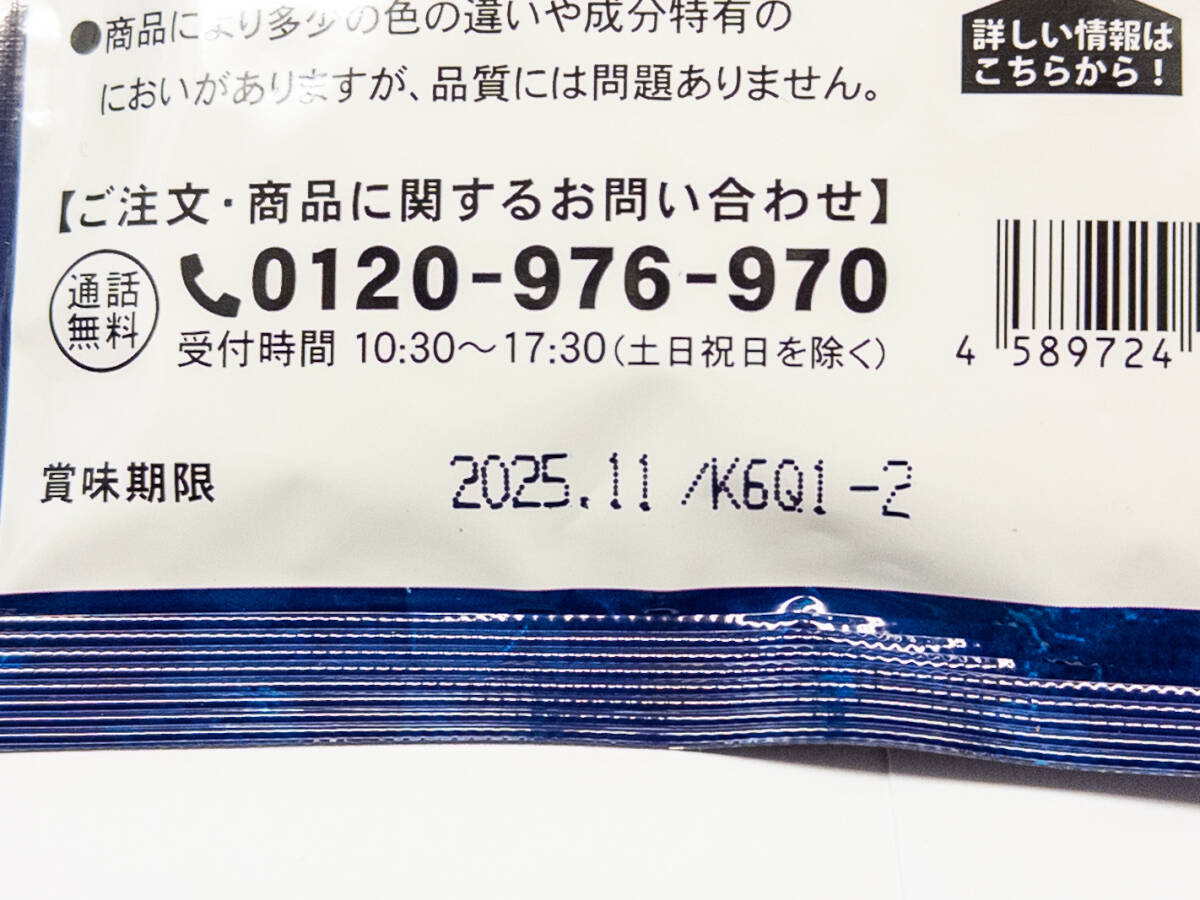 ●商品により多少の色の違いや成分特有の
においがありますが、品質には問題ありません。
詳しい情報は
こちらから！
【ご注文・商品に関するお問い合わせ】
通話
無料
0120-976-970
受付時間 10:30～17:30（土日祝日を除く）
4 589724
賞味期限 2025.11 /K6Q1-2